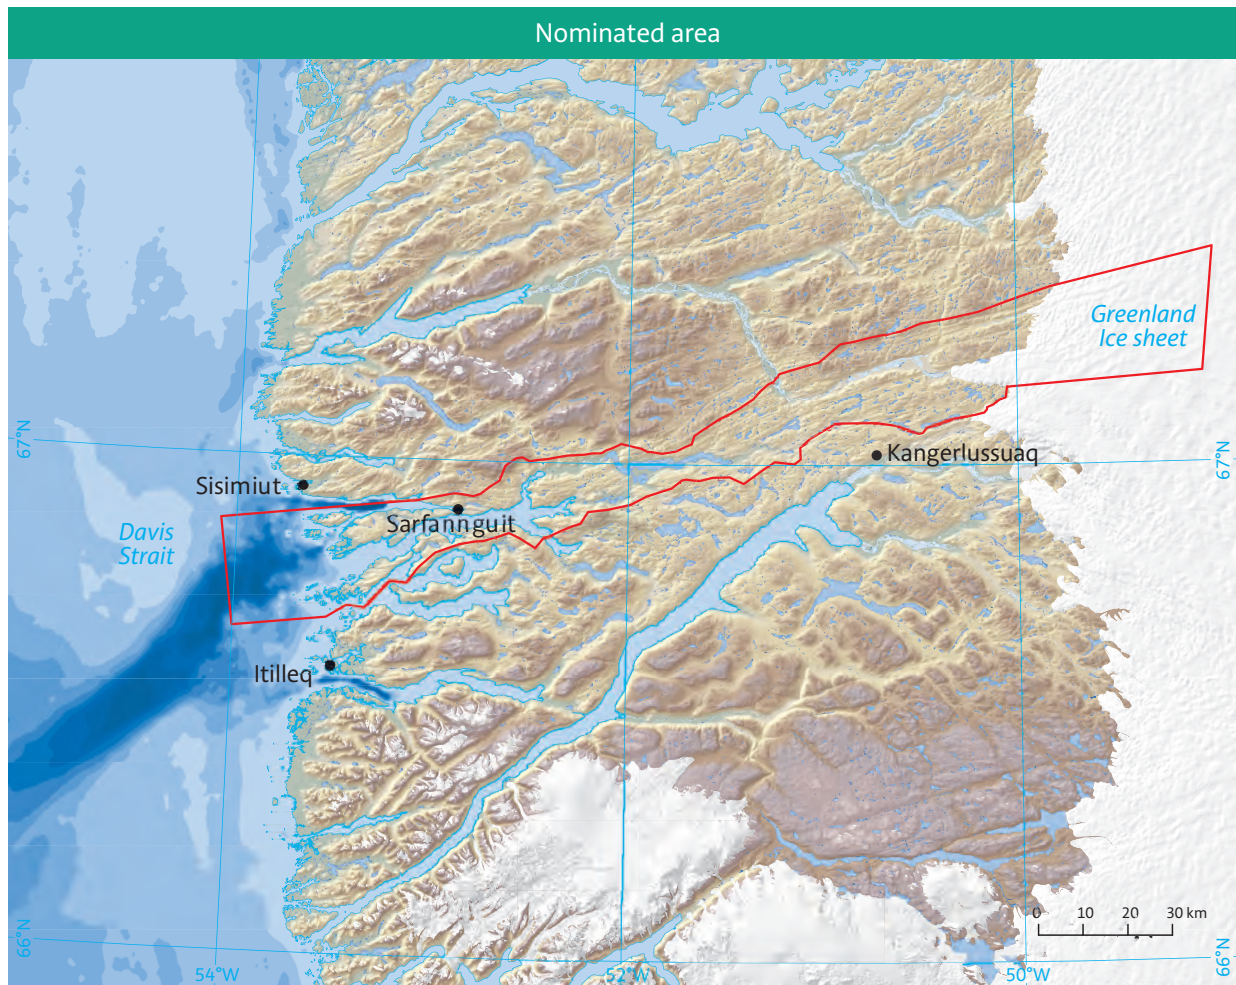 Nominated area
Greenland
Ice sheet
67°N
67°N
Kangerlussuaq
Sisimiut
Sarfannguit
Davis
Strait
Itilleq
0 10 20 30 km
66°N
66°N
54°W
52°W
50°W